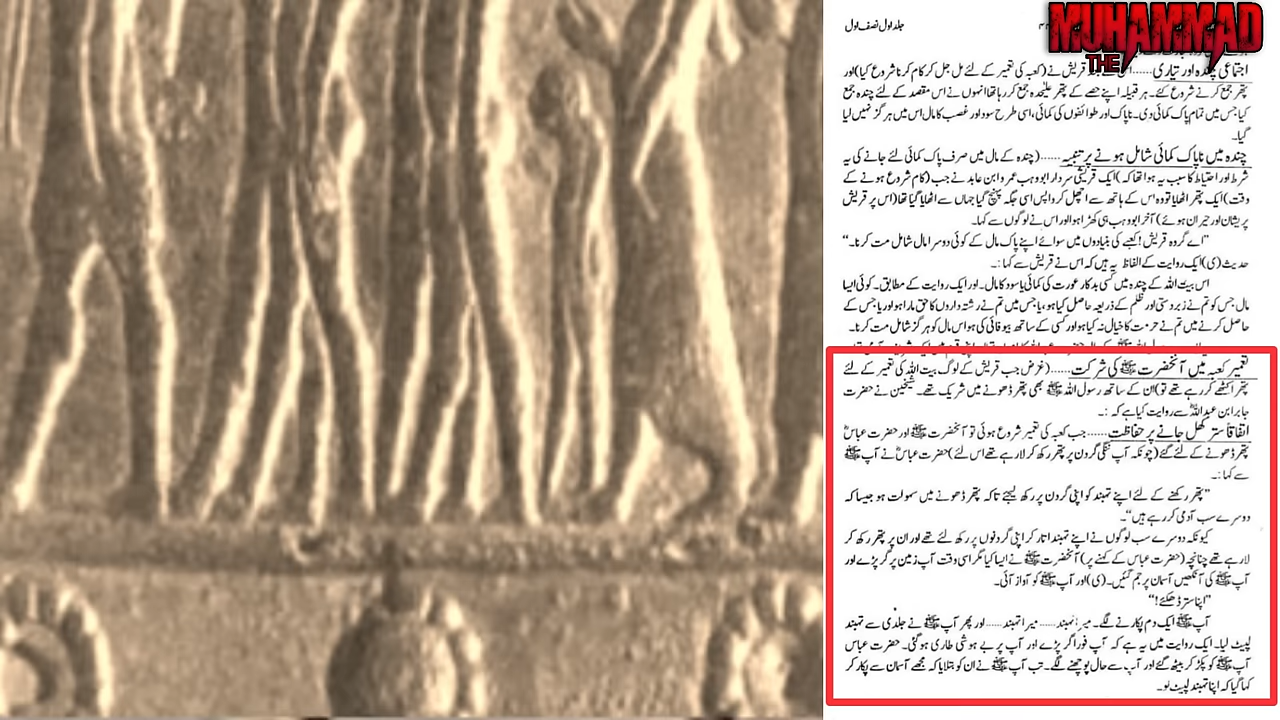 جلد اول نصف اول
MUHAMMAD
THE
اجتماعی چندہ اور تیاری...... قریش نے (کعبہ کی تعمیر کے لئے مل جل کر کام کرنا شروع کیا) اور
پتھر جمع کرنے شروع کئے۔ ہر قبیلہ اپنے حصے کے پتھر علیٰحدہ جمع کر رہا تھا انہوں نے اس مقصد کے لئے چندہ جمع
کیا جس میں تمام پاک کمائی دی۔ ناپاک اور طوائفوں کی کمائی، اسی طرح سود اور غصب کا مال اس میں ہرگز نہیں لیا
گیا۔
چندہ میں ناپاک کمائی شامل ہونے پر تنبیہ...... (چندہ کے مال میں صرف پاک کمائی لئے جانے کی یہ
شرط اور احتیاط کا سبب یہ ہوا تھا کہ) ایک قریشی سردار ابو وہب عمرو ابن عابد نے جب (کام شروع ہونے کے
وقت) ایک پتھر اٹھایا تو وہ اس کے ہاتھ سے اچھل کر واپس اسی جگہ پہنچ گیا جہاں سے اٹھایا گیا تھا (اس پر قریش
پریشان اور حیران ہوئے) آخر ابو وہب ہی کھڑا ہوا اور اس نے لوگوں سے کہا۔
"اے گروہ قریش! کعبے کی بنیادوں میں سوائے اپنے پاک مال کے کوئی دوسرا مال شامل مت کرنا۔"
حدیث (ی) ایک روایت کے الفاظ یہ ہیں کہ اس نے قریش سے کہا:۔
اس بیت اللہ کے چندہ میں کسی بدکار عورت کی کمائی یا سود کا مال۔ اور ایک روایت کے مطابق۔ کوئی ایسا
مال جس کو تم نے زبردستی اور ظلم کے ذریعہ حاصل کیا ہو، یا جس میں تم نے رشتہ داروں کا حق مارا ہو اور یا جس کے
حاصل کرنے میں تم نے حرمت کا خیال نہ کیا ہو اور کسی کے ساتھ بیوفائی کی ہو اس مال کو ہرگز شامل مت کرنا۔
تعمیر کعبہ میں آنحضرت ﷺ کی شرکت...... (غرض جب قریش کے لوگ بیت اللہ کی تعمیر کے لئے
پتھر اکٹھے کر رہے تھے تو) ان کے ساتھ رسول اللہ ﷺ بھی پتھر ڈھونے میں شریک تھے۔ شیخین نے حضرت
جابر ابن عبداللہؓ سے روایت کیا ہے کہ:۔
اتفاقاً ستر کھل جانے پر حفاظت...... جب کعبہ کی تعمیر شروع ہوئی تو آنحضرت ﷺ اور حضرت عباسؓ
پتھر ڈھونے کے لئے گئے (چونکہ آپ ننگی گردن پر پتھر رکھ کر لا رہے تھے اس لئے) حضرت عباسؓ نے آپ ﷺ
سے کہا:۔
"پتھر رکھنے کے لئے اپنے تہبند کو اپنی گردن پر رکھ لیجئے تاکہ پتھر ڈھونے میں سہولت ہو جیسا کہ
دوسرے سب آدمی کر رہے ہیں"۔
کیونکہ دوسرے سب لوگوں نے اپنے تہبند اتار کر اپنی گردنوں پر رکھ لئے تھے اور ان پر پتھر رکھ کر
لا رہے تھے چنانچہ (حضرت عباس کے کہنے پر) آنحضرت ﷺ نے ایسا کیا مگر اسی وقت آپ زمین پر گر پڑے اور
آپ ﷺ کی آنکھیں آسمان پر جم گئیں۔ (ی) اور آپ ﷺ کو آواز آئی۔
"اپنا ستر ڈھکئے!"
آپ ﷺ ایک دم پکارنے لگے۔ میرا تہبند...... میرا تہبند...... اور پھر آپ ﷺ نے جلدی سے تہبند
لپیٹ لیا۔ ایک روایت میں یہ ہے کہ آپ فوراً گر پڑے اور آپ پر بے ہوشی طاری ہو گئی۔ حضرت عباس
آپ ﷺ کو پکڑ کر بیٹھ گئے اور آپ سے حال پوچھنے لگے۔ تب آپ ﷺ نے ان کو بتلایا کہ مجھے آسمان سے پکار کر
کہا گیا کہ اپنا تہبند لپیٹ لو۔